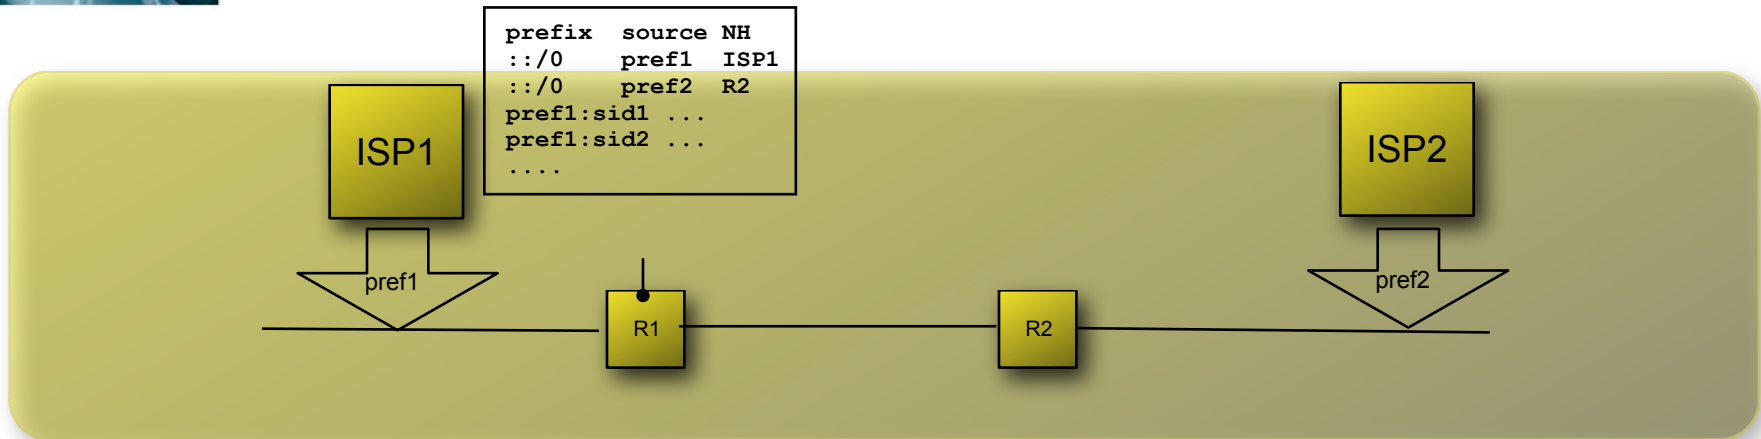 prefix source NH
::/0 pref1 ISP1
::/0 pref2 R2
pref1:sid1 ...
pref1:sid2 ...
....
ISP1
ISP2
pref1
pref2
R1
R2